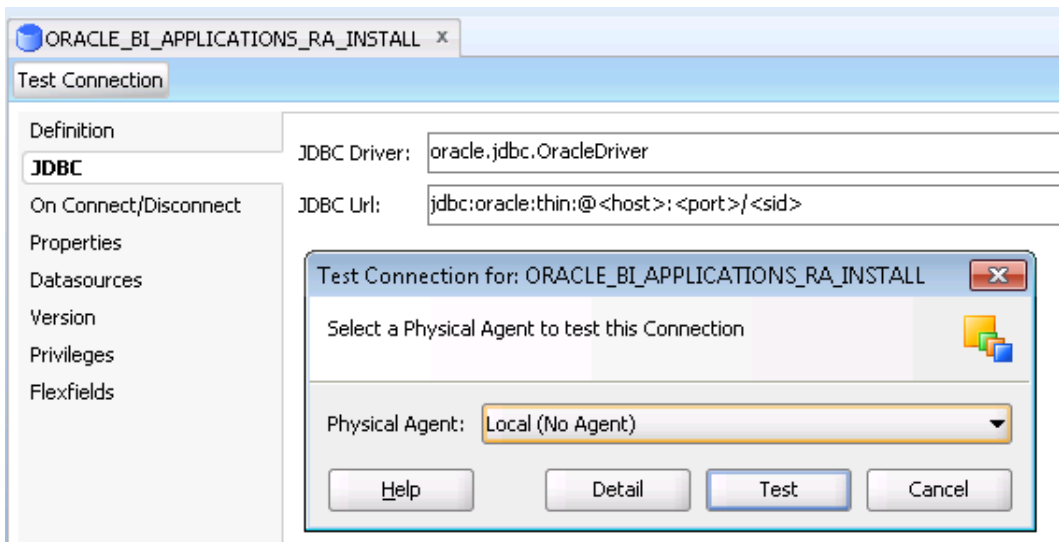 ORACLE_BI_APPLICATIONS_RA_INSTALL x
Test Connection
Definition
JDBC
On Connect/Disconnect
Properties
Datasources
Version
Privileges
Flexfields
JDBC Driver: oracle.jdbc.OracleDriver
JDBC Url: jdbc:oracle:thin:@<host>:<port>/<sid>
Test Connection for: ORACLE_BI_APPLICATIONS_RA_INSTALL
Select a Physical Agent to test this Connection
Physical Agent: Local (No Agent)
Help Detail Test Cancel